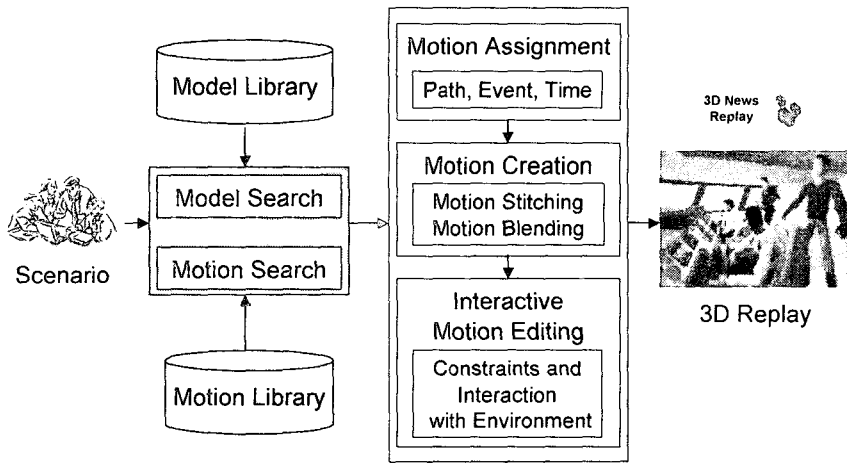 Model Library
Model Search
Motion Search
Scenario
Motion Library
Motion Assignment
Path, Event, Time
Motion Creation
Motion Stitching
Motion Blending
Interactive
Motion Editing
Constraints and
Interaction
with Environment
3D News
Replay
3D Replay